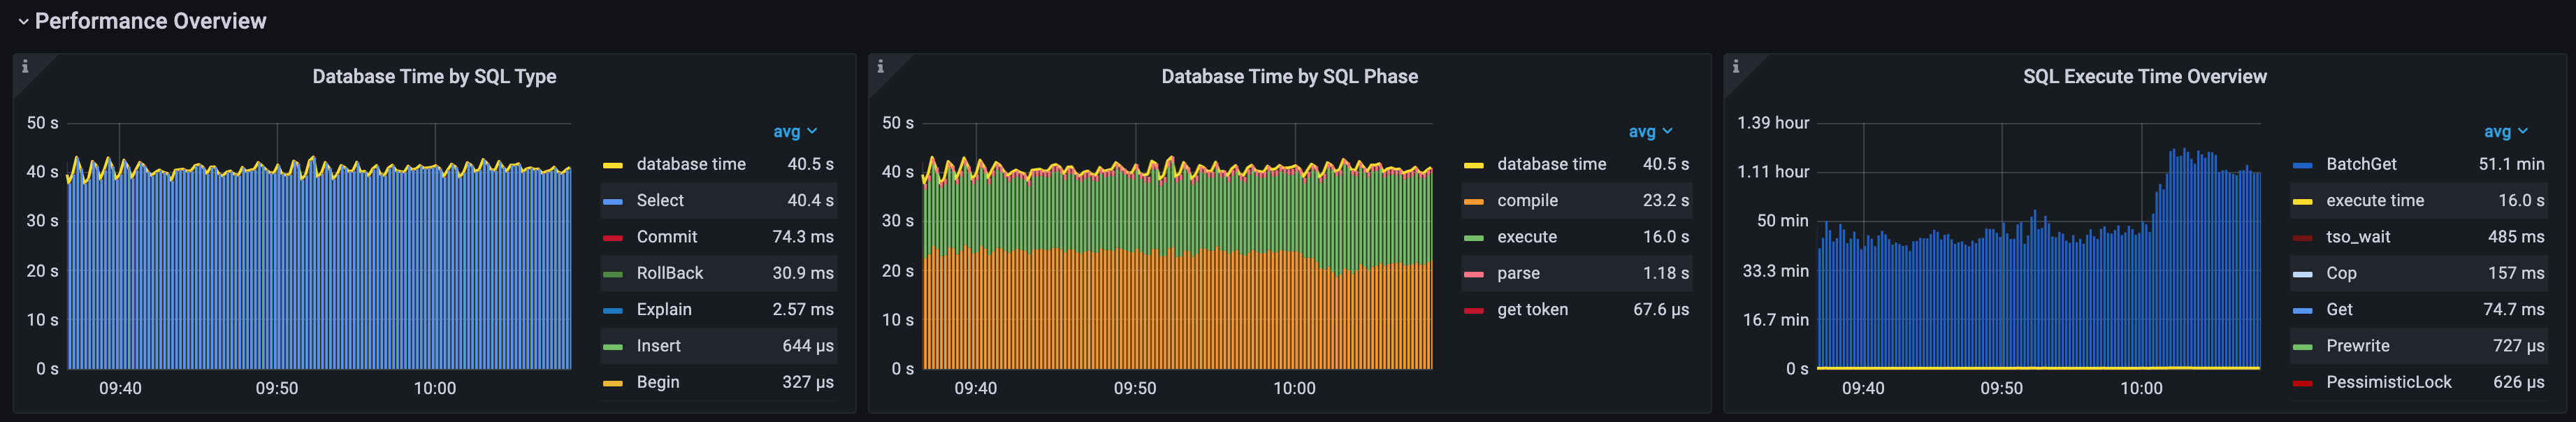 Performance Overview
Database Time by SQL Type
50 s
40 s
30 s
20 s
10 s
0 s
09:40 09:50 10:00
avg
database time 40.5 s
Select 40.4 s
Commit 74.3 ms
RollBack 30.9 ms
Explain 2.57 ms
Insert 644 µs
Begin 327 µs
Database Time by SQL Phase
50 s
40 s
30 s
20 s
10 s
0 s
09:40 09:50 10:00
avg
database time 40.5 s
compile 23.2 s
execute 16.0 s
parse 1.18 s
get token 67.6 µs
SQL Execute Time Overview
1.39 hour
1.11 hour
50 min
33.3 min
16.7 min
0 s
09:40 09:50 10:00
avg
BatchGet 51.1 min
execute time 16.0 s
tso_wait 485 ms
Cop 157 ms
Get 74.7 ms
Prewrite 727 µs
PessimisticLock 626 µs